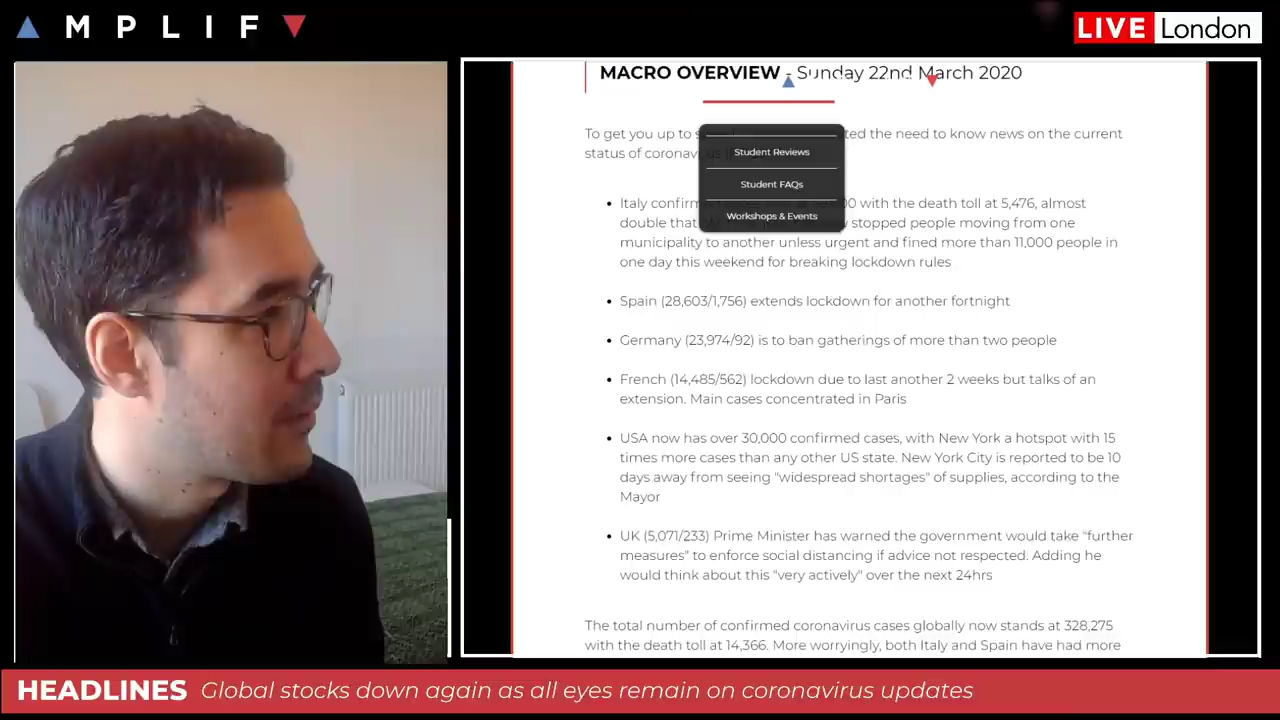 ▲ M P L I F ▼
LIVE London
MACRO OVERVIEW - Sunday 22nd March 2020
To get you up to ted the need to know news on the current
status of
Student Reviews
Student FAQs
Workshops & Events
Italy with the death toll at 5,476, almost
double that stopped people moving from one
municipality to another unless urgent and fined more than 11,000 people in
one day this weekend for breaking lockdown rules
Spain (28,603/1,756) extends lockdown for another fortnight
Germany (23,974/92) is to ban gatherings of more than two people
French (14,485/562) lockdown due to last another 2 weeks but talks of an
extension. Main cases concentrated in Paris
USA now has over 30,000 confirmed cases, with New York a hotspot with 15
times more cases than any other US state. New York City is reported to be 10
days away from seeing "widespread shortages" of supplies, according to the
Mayor
UK (5,071/233) Prime Minister has warned the government would take "further
measures" to enforce social distancing if advice not respected. Adding he
would think about this "very actively" over the next 24hrs
The total number of confirmed coronavirus cases globally now stands at 328,275
with the death toll at 14,366. More worryingly, both Italy and Spain have had more
HEADLINES Global stocks down again as all eyes remain on coronavirus updates